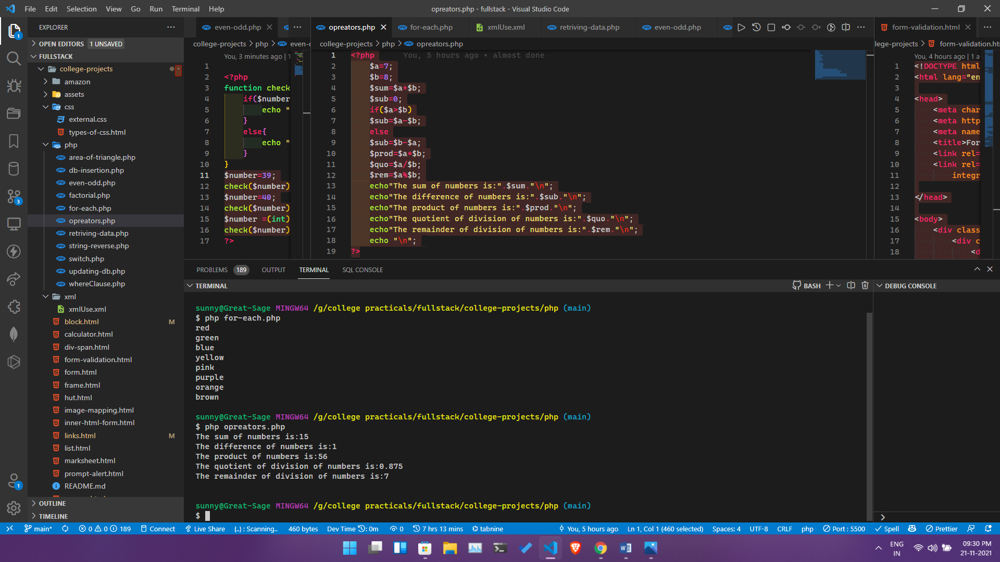 File Edit Selection View Go Run Terminal Help
opreators.php - fullstack - Visual Studio Code
EXPLORER
OPEN EDITORS 1 UNSAVED
FULLSTACK
college-projects
amazon
assets
css
external.css
types-of-css.html
php
area-of-triangle.php
db-insertion.php
even-odd.php
factorial.php
for-each.php
opreators.php
retriving-data.php
string-reverse.php
switch.php
updating-db.php
whereClause.php
xml
xmlUse.xml
block.html M
calculator.html
div-span.html
form-validation.html
form.html
frame.html
hut.html
image-mapping.html
inner-html-form.html
links.html M
list.html
marksheet.html
prompt-alert.html
README.md
OUTLINE
TIMELINE
even-odd.php
college-projects > php > even-
You, 3 minutes ago | 1
1
2 <?php
3 function check
4 if($number
5 echo "
6 }
7 else{
8 echo "
9 }
10 }
11 $number=39;
12 check($number)
13 $number=40;
14 check($number)
15 $number =(int)
16 check($number)
17 ?>
opreators.php for-each.php xmlUse.xml retriving-data.php even-odd.php
college-projects > php > opreators.php
1 <?php You, 5 hours ago • almost done
2 $a=7;
3 $b=8;
4 $sum=$a+$b;
5 $sub=0;
6 if($a>$b)
7 $sub=$a-$b;
8 else
9 $sub=$b-$a;
10 $prod=$a*$b;
11 $quo=$a/$b;
12 $rem=$a%$b;
13 echo"The sum of numbers is:".$sum."\n";
14 echo"The difference of numbers is:".$sub."\n";
15 echo"The product of numbers is:".$prod."\n";
16 echo"The quotient of division of numbers is:".$quo."\n";
17 echo"The remainder of division of numbers is:".$rem."\n";
18 echo "\n";
19 ?>
form-validation.html
llege-projects > form-validation.ht
You, 4 hours ago | 1 a
1 <!DOCTYPE html
2 <html lang="en
3
4 <head>
5 <meta char
6 <meta http
7 <meta name
8 <title>For
9 <link rel=
10 <link rel=
11 integr
12
13 </head>
14
15 <body>
16 <div class
17 <div c
18 <d
PROBLEMS 189 OUTPUT TERMINAL SQL CONSOLE
TERMINAL
BASH
DEBUG CONSOLE
sunny@Great-Sage MINGW64 /g/college practicals/fullstack/college-projects/php (main)
$ php for-each.php
red
green
blue
yellow
pink
purple
orange
brown
sunny@Great-Sage MINGW64 /g/college practicals/fullstack/college-projects/php (main)
$ php opreators.php
The sum of numbers is:15
The difference of numbers is:1
The product of numbers is:56
The quotient of division of numbers is:0.875
The remainder of division of numbers is:7
sunny@Great-Sage MINGW64 /g/college practicals/fullstack/college-projects/php (main)
$
main* 0 0 189 Connect Live Share {..} : Scanning.. 460 bytes Dev Time : 0m 0 7 hrs 13 mins tabnine You, 5 hours ago Ln 1, Col 1 (460 selected) Spaces: 4 UTF-8 CRLF php Port : 5500 Spell Prettier
ENG
IN
09:30 PM
21-11-2021